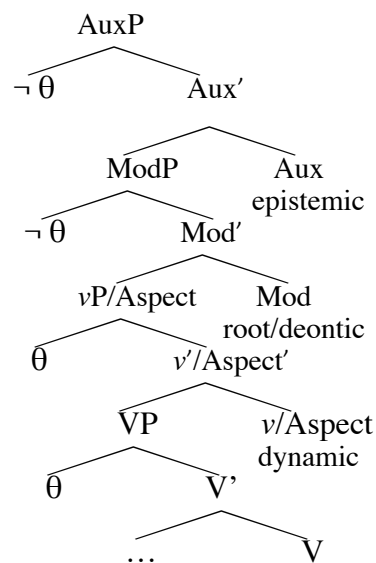 AuxP
¬ θ Aux′
ModP Aux
epistemic
¬ θ Mod′
vP/Aspect Mod
root/deontic
θ v′/Aspect′
VP v/Aspect
dynamic
θ V’
… V